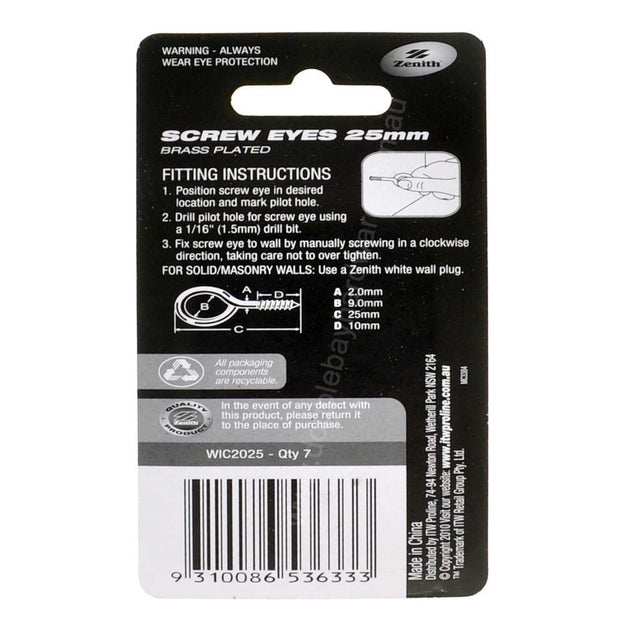 WARNING - ALWAYS
WEAR EYE PROTECTION
Zenith
SCREW EYES 25mm
BRASS PLATED
FITTING INSTRUCTIONS
1. Position screw eye in desired
location and mark pilot hole.
2. Drill pilot hole for screw eye using
a 1/16" (1.5mm) drill bit.
3. Fix screw eye to wall by manually screwing in a clockwise
direction, taking care not to over tighten.
FOR SOLID/MASONRY WALLS: Use a Zenith white wall plug.
A
B
C
D
A 2.0mm
B 9.0mm
C 25mm
D 10mm
All packaging
components
are recyclable.
QUALITY
Zenith
PRODUCT
In the event of any defect with
this product, please return it
to the place of purchase.
WIC2025 - Qty 7
9 310086 536333
Made in China
Distributed by ITW Proline, 74-94 Newton Road, Wetherill Park NSW 2164
Copyright 2010 Visit our website: www.itwproline.com.au
™ Trademark of ITW Retail Group Pty. Ltd.